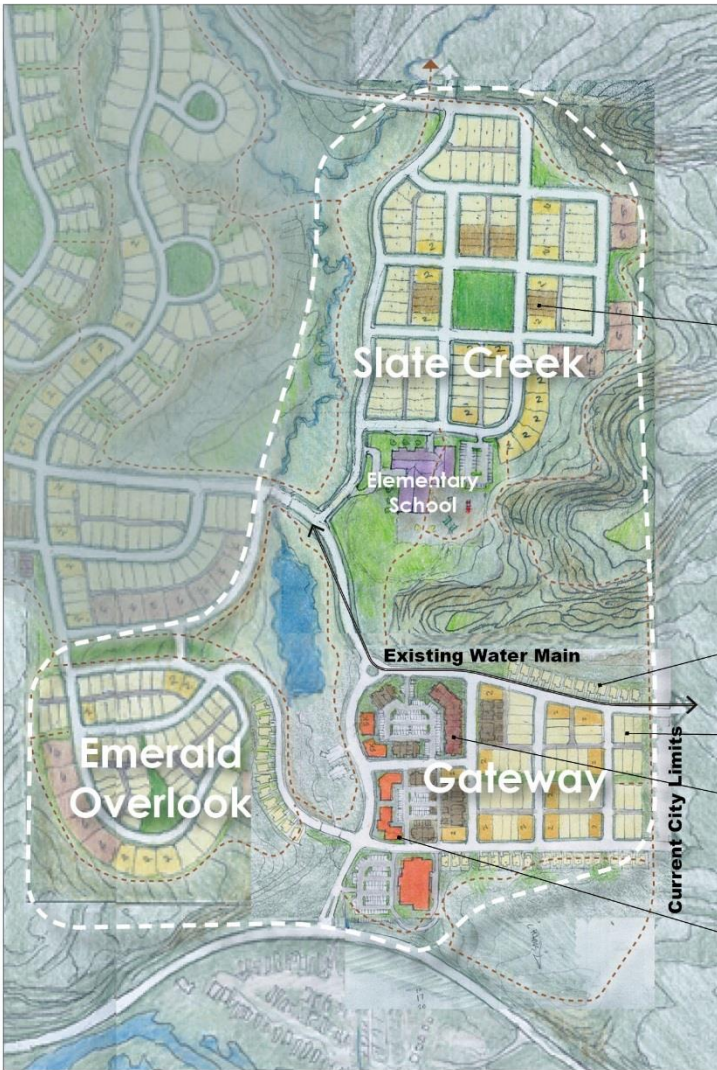 Slate Creek
Elementary
School
Existing Water Main
Emerald
Overlook
Gateway
Current City Limits